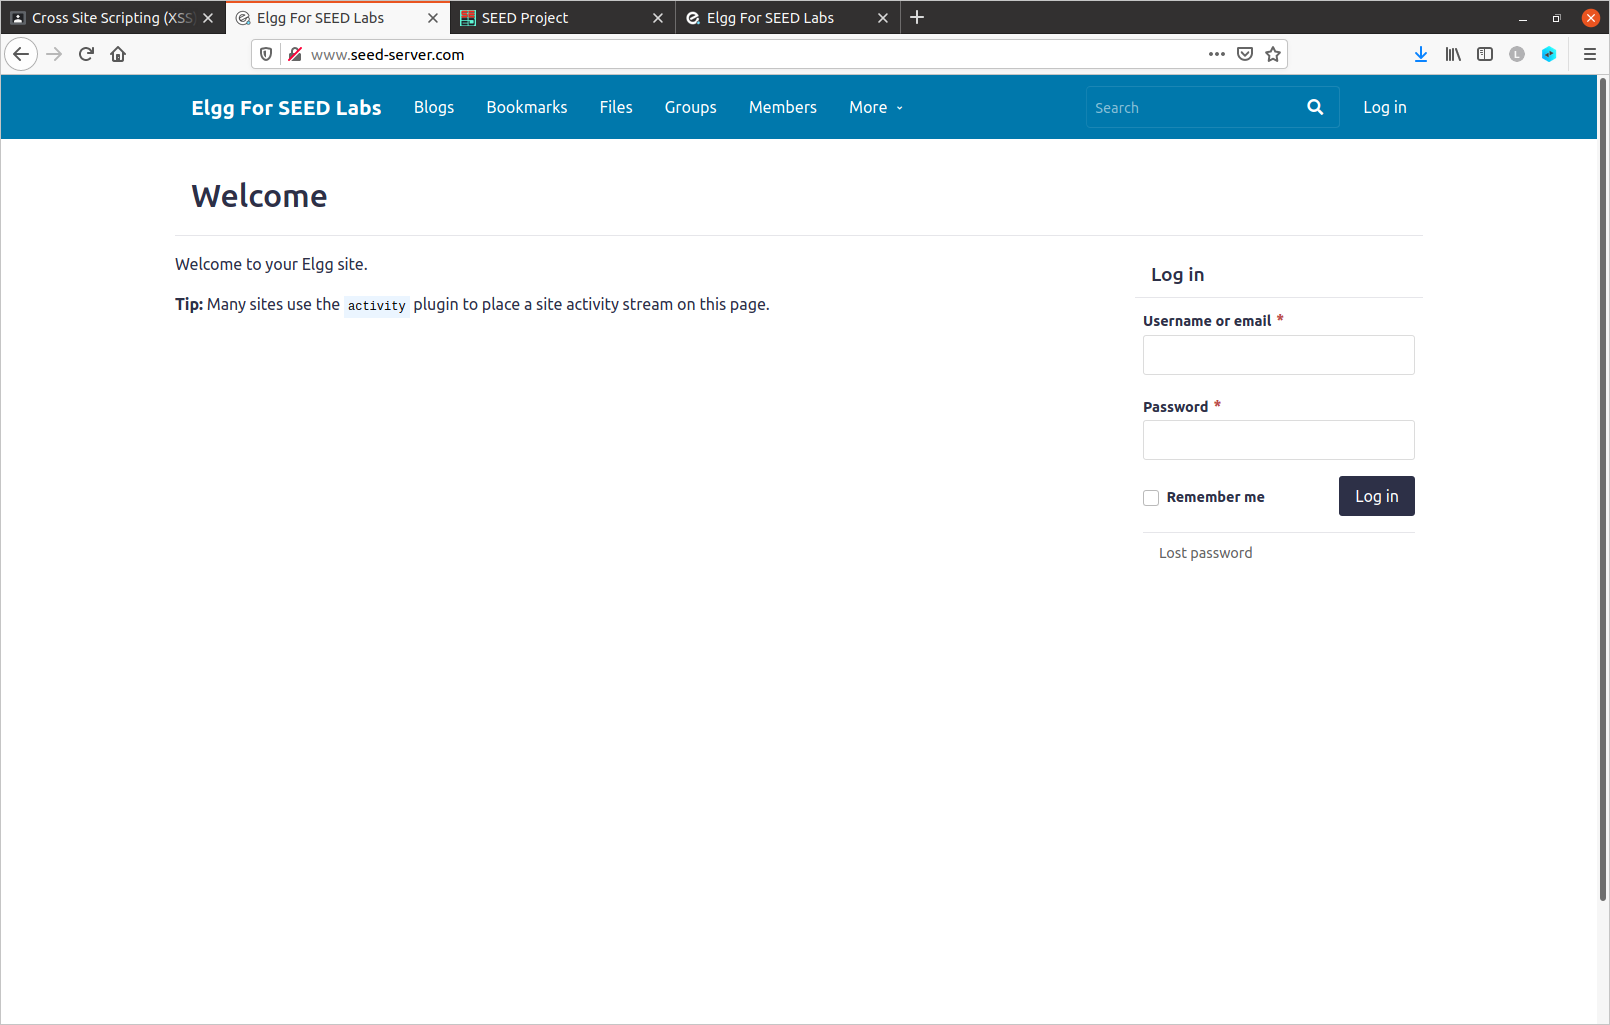 Cross Site Scripting (XSS)
Elgg For SEED Labs
SEED Project
Elgg For SEED Labs
www.seed-server.com
L
Elgg For SEED Labs Blogs Bookmarks Files Groups Members More Search Log in
Welcome
Welcome to your Elgg site.
Tip: Many sites use the activity plugin to place a site activity stream on this page.
Log in
Username or email *
Password *
Remember me Log in
Lost password